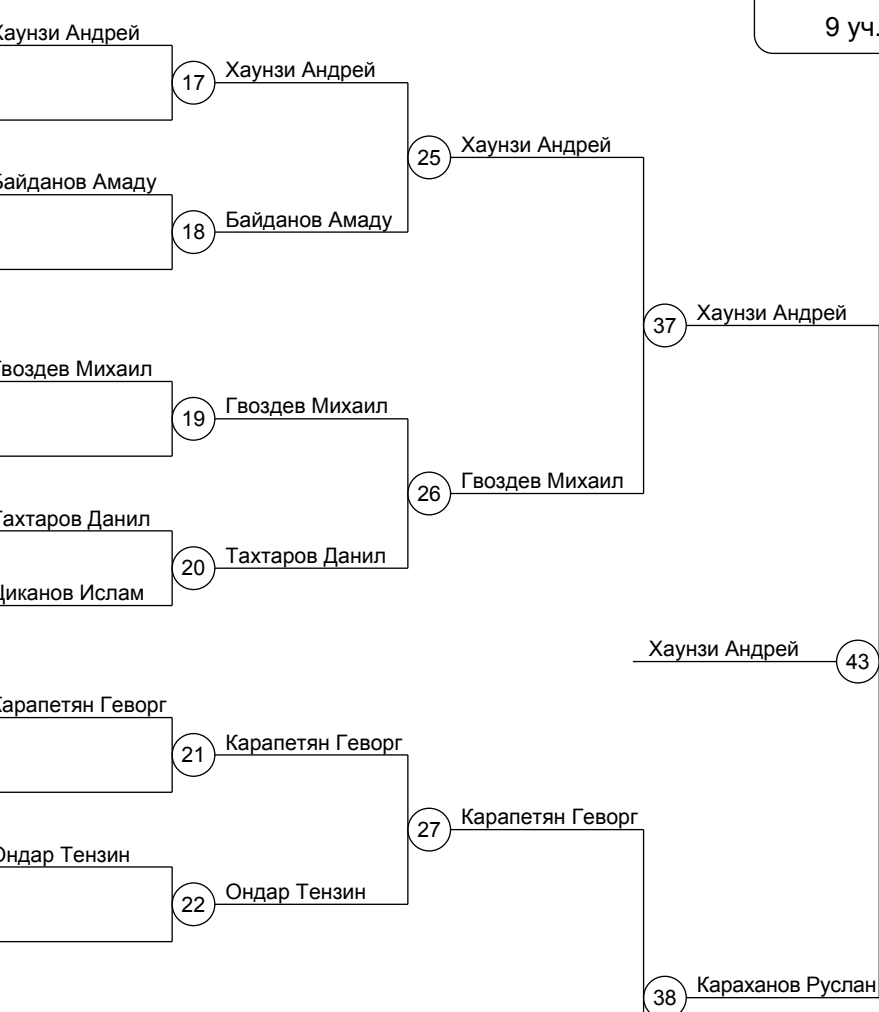 9 уч.
Хаунзи Андрей
17
Хаунзи Андрей
25
Хаунзи Андрей
Байданов Амаду
18
Байданов Амаду
37
Хаунзи Андрей
Гвоздев Михаил
19
Гвоздев Михаил
26
Гвоздев Михаил
Тахтаров Данил
20
Тахтаров Данил
Циканов Ислам
Хаунзи Андрей
43
Карапетян Геворг
21
Карапетян Геворг
27
Карапетян Геворг
Ондар Тензин
22
Ондар Тензин
38
Караханов Руслан